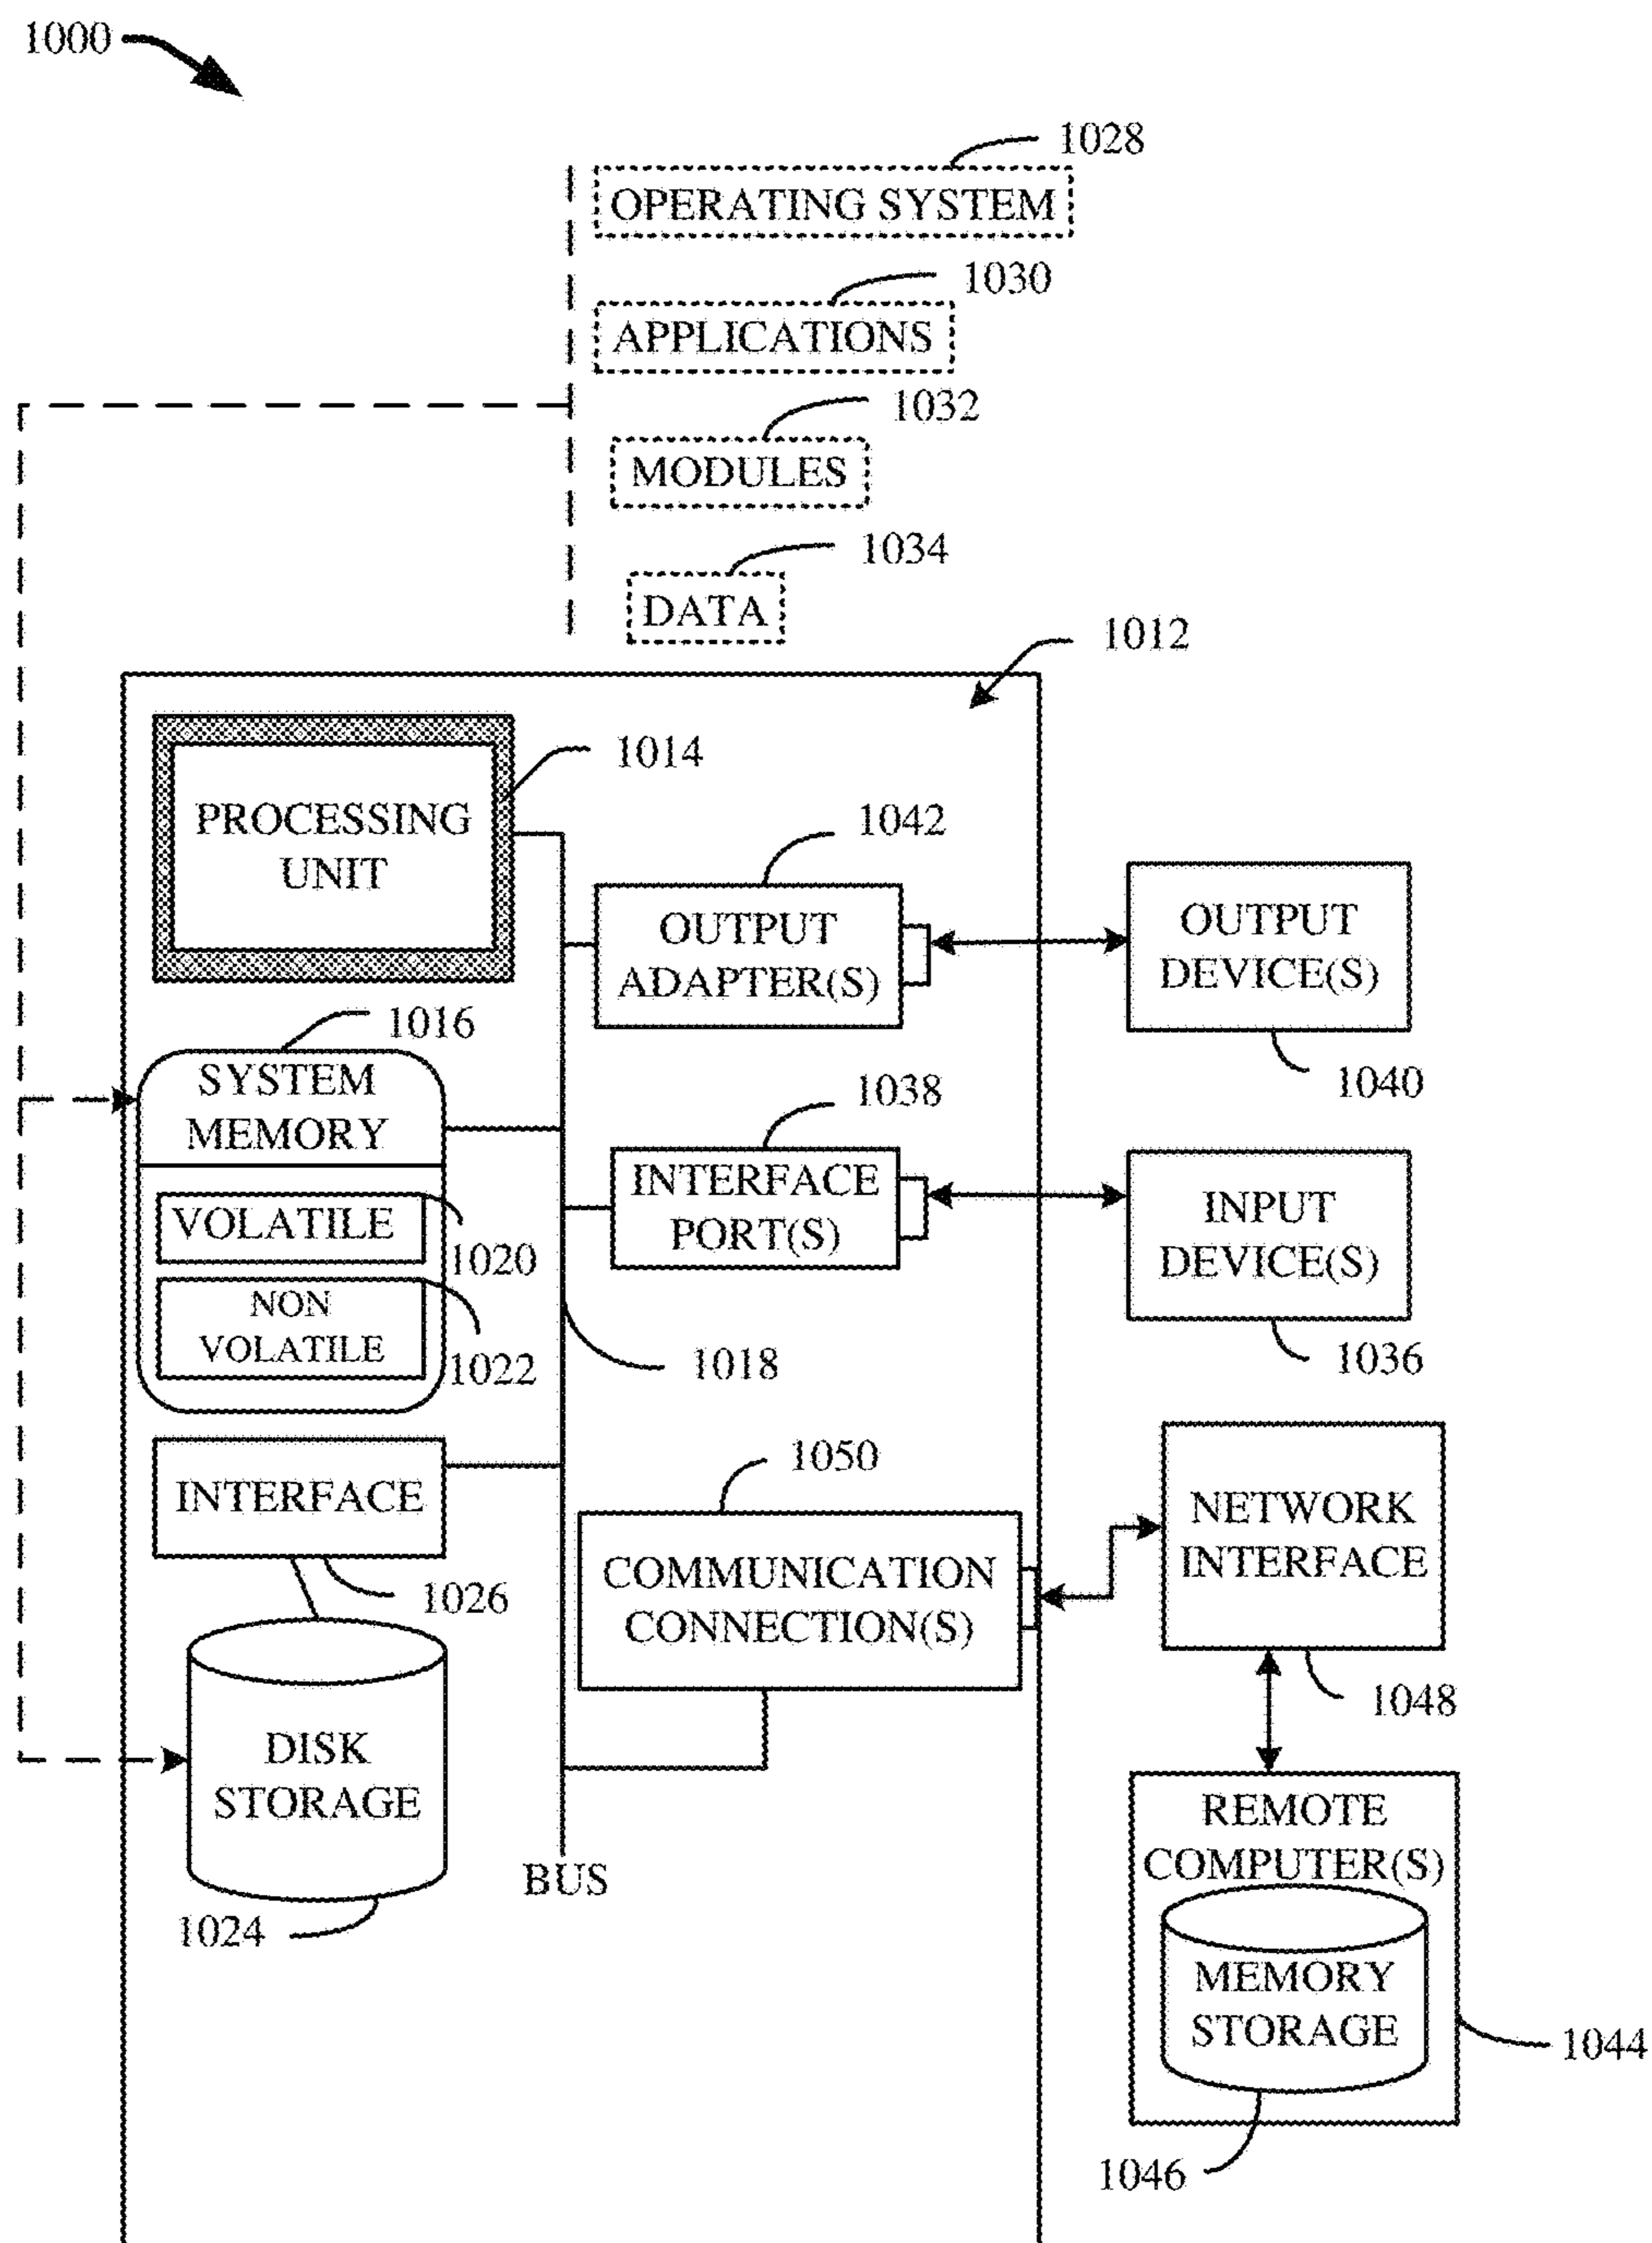 1000
1028
OPERATING SYSTEM
1030
APPLICATIONS
1032
MODULES
1034
DATA
1012
PROCESSING
UNIT
1014
1042
OUTPUT
ADAPTER(S)
OUTPUT
DEVICE(S)
1040
1016
SYSTEM
MEMORY
VOLATILE
1020
NON
VOLATILE
1022
1038
INTERFACE
PORT(S)
INPUT
DEVICE(S)
1036
1018
INTERFACE
1026
1050
COMMUNICATION
CONNECTION(S)
NETWORK
INTERFACE
1048
DISK
STORAGE
1024
BUS
REMOTE
COMPUTER(S)
MEMORY
STORAGE
1044
1046